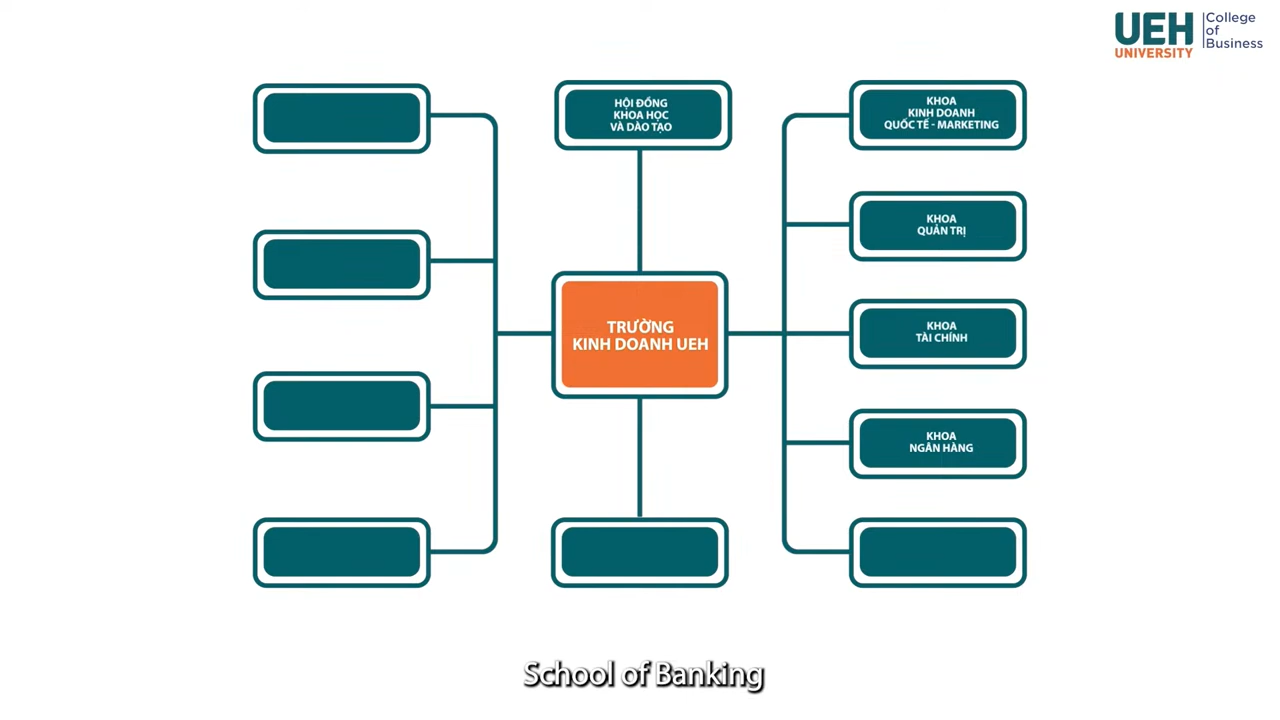 UEH
UNIVERSITY
College
of
Business
HỘI ĐỒNG
KHOA HỌC
VÀ DÀO TẠO
KHOA
KINH DOANH
QUỐC TẾ - MARKETING
KHOA
QUẢN TRỊ
TRƯỜNG
KINH DOANH UEH
KHOA
TÀI CHÍNH
KHOA
NGÂN HÀNG
School of Banking